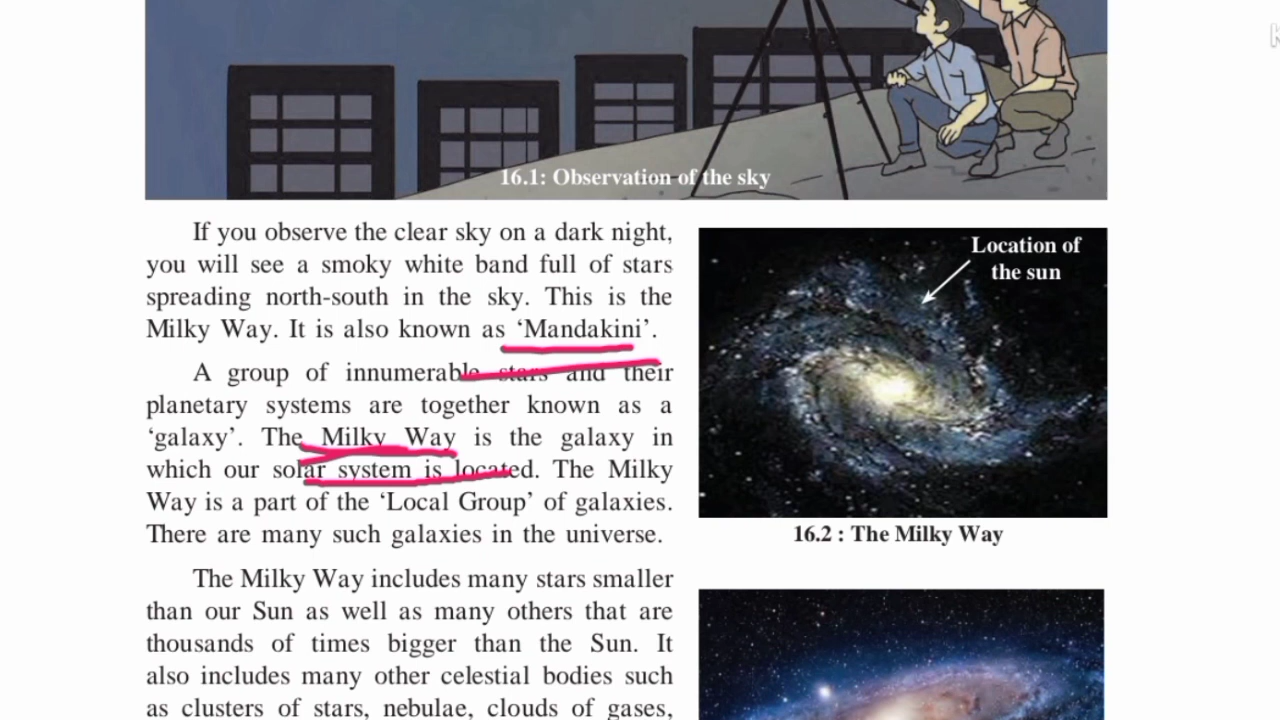 16.1: Observation of the sky
If you observe the clear sky on a dark night,
you will see a smoky white band full of stars
spreading north-south in the sky. This is the
Milky Way. It is also known as ‘Mandakini’.
A group of innumerable stars and their
planetary systems are together known as a
‘galaxy’. The Milky Way is the galaxy in
which our solar system is located. The Milky
Way is a part of the ‘Local Group’ of galaxies.
There are many such galaxies in the universe.
The Milky Way includes many stars smaller
than our Sun as well as many others that are
thousands of times bigger than the Sun. It
also includes many other celestial bodies such
as clusters of stars, nebulae, clouds of gases,
Location of
the sun
16.2 : The Milky Way